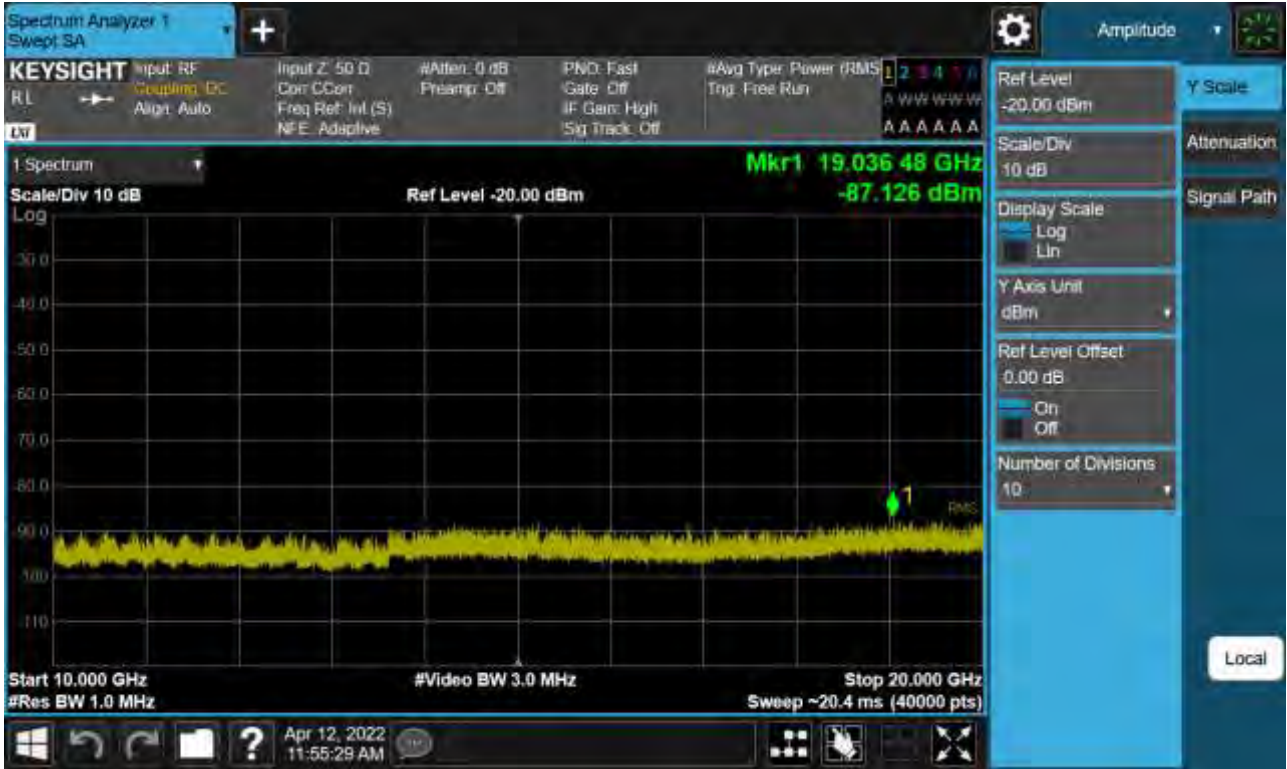 Spectrum Analyzer 1
Swept SA
Amplitude
KEYSIGHT
RL
LXI
Input: RF
Coupling: DC
Align: Auto
Input Z: 50 Ω
Corr CCorr
Freq Ref: Int (S)
NFE: Adaptive
#Atten: 0 dB
Preamp: Off
PNO: Fast
Gate: Off
IF Gain: High
Sig Track: Off
#Avg Type: Power (RMS
Trig: Free Run
1 2 3 4 5 6
A W W W W W
A A A A A A
1 Spectrum
Scale/Div 10 dB
Log
Ref Level -20.00 dBm
Mkr1 19.036 48 GHz
-87.126 dBm
-30.0
-40.0
-50.0
-60.0
-70.0
-80.0
-90.0
-100
-110
1
RMS
Start 10.000 GHz
#Res BW 1.0 MHz
#Video BW 3.0 MHz
Stop 20.000 GHz
Sweep ~20.4 ms (40000 pts)
Ref Level
-20.00 dBm
Scale/Div
10 dB
Display Scale
Log
Lin
Y Axis Unit
dBm
Ref Level Offset
0.00 dB
On
Off
Number of Divisions
10
Y Scale
Attenuation
Signal Path
Local
?
Apr 12, 2022
11:55:29 AM